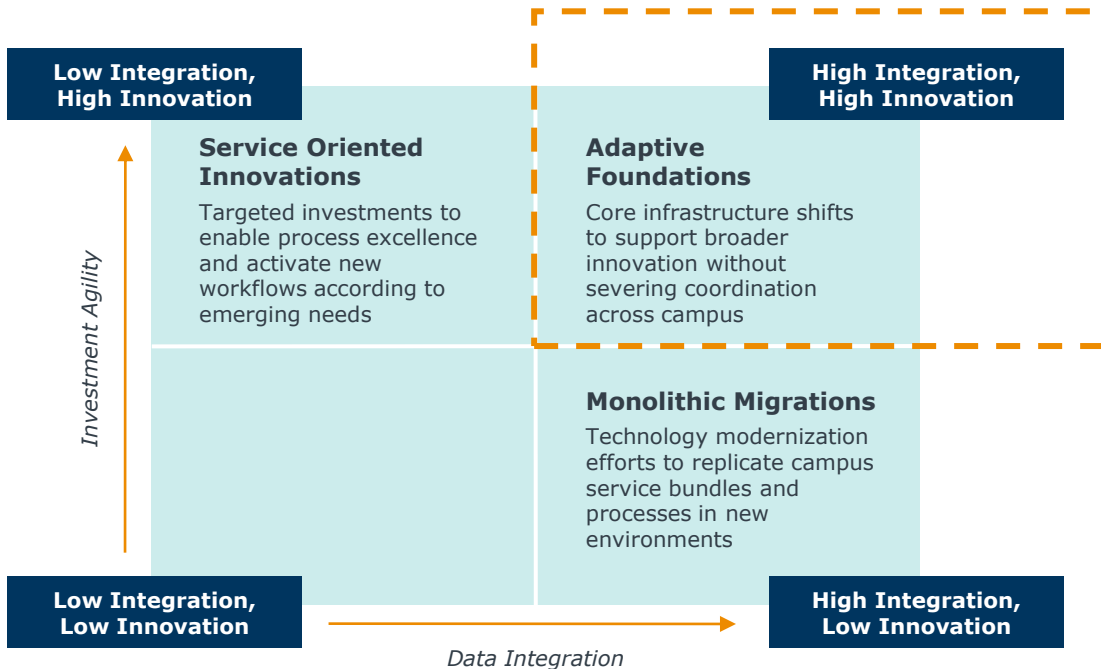 Low Integration,
High Innovation
High Integration,
High Innovation
Service Oriented
Innovations
Targeted investments to
enable process excellence
and activate new
workflows according to
emerging needs
Adaptive
Foundations
Core infrastructure shifts
to support broader
innovation without
severing coordination
across campus
Investment Agility
Monolithic Migrations
Technology modernization
efforts to replicate campus
service bundles and
processes in new
environments
Low Integration,
Low Innovation
High Integration,
Low Innovation
Data Integration